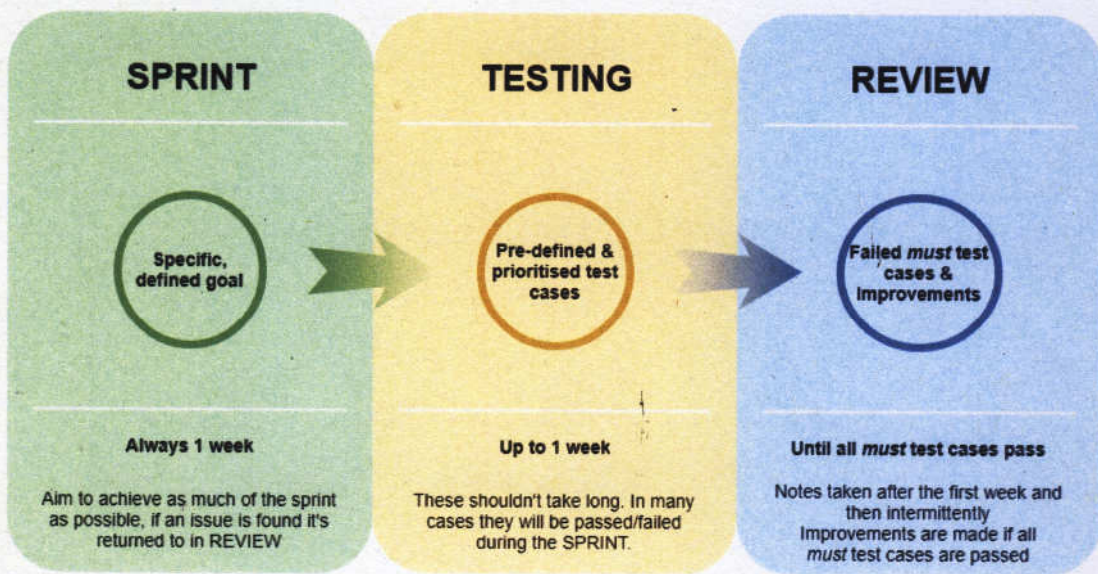 SPRINT
Specific,
defined goal
Always 1 week
Aim to achieve as much of the sprint
as possible, if an issue is found it's
returned to in REVIEW
TESTING
Pre-defined &
prioritised test
cases
Up to 1 week
These shouldn't take long. In many
cases they will be passed/failed
during the SPRINT.
REVIEW
Failed must test
cases &
improvements
Until all must test cases pass
Notes taken after the first week and
then intermittently
Improvements are made if all
must test cases are passed